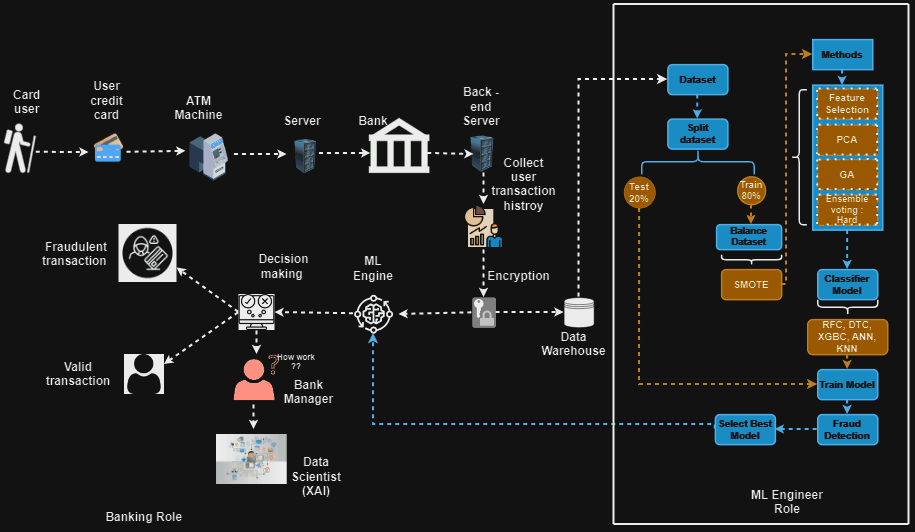 Card
user
User
credit
card
ATM
Machine
Server
Bank
Back -
end
Server
Collect
user
transaction
histroy
Encryption
Data
Warehouse
ML
Engine
Decision
making
Fraudulent
transaction
Valid
transaction
How work
??
Bank
Manager
Data
Scientist
(XAI)
Banking Role
Dataset
Split
dataset
Test
20%
Train
80%
Balance
Dataset
SMOTE
Methods
Feature
Selection
PCA
GA
Ensemble
voting :
Hard
Classifier
Model
RFC, DTC,
XGBC, ANN,
KNN
Train Model
Fraud
Detection
Select Best
Model
ML Engineer
Role